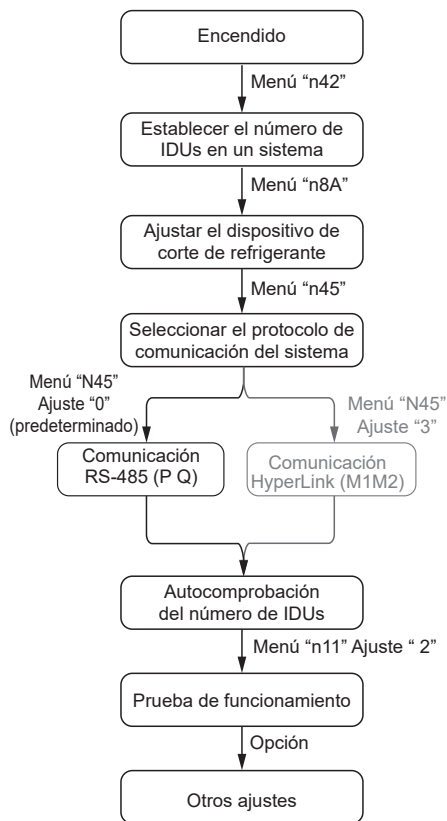 Encendido
Menú “n42”
Establecer el número de
IDUs en un sistema
Menú “n8A”
Ajustar el dispositivo de
corte de refrigerante
Menú “n45”
Seleccionar el protocolo de
comunicación del sistema
Menú “N45”
Ajuste “0”
(predeterminado)
Menú “N45”
Ajuste “3”
Comunicación
RS-485 (P Q)
Comunicación
HyperLink (M1M2)
Autocomprobación
del número de IDUs
Menú “n11” Ajuste “ 2”
Prueba de funcionamiento
Opción
Otros ajustes